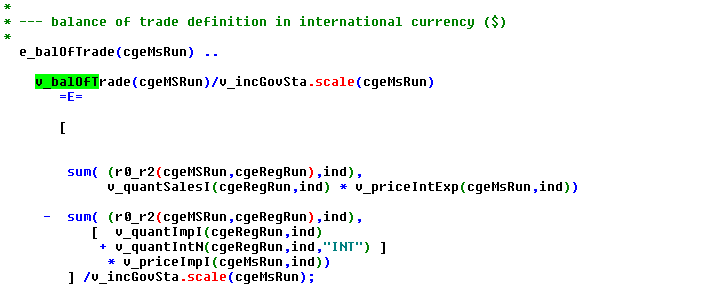 *
* --- balance of trade definition in international currency ($)
*
e_balOfTrade(cgeMsRun) ..
v_balOfTrade(cgeMSRun)/v_incGovSta.scale(cgeMsRun)
=E=
[
sum( (r0_r2(cgeMSRun,cgeRegRun),ind),
v_quantSalesI(cgeRegRun,ind) * v_priceIntExp(cgeMsRun,ind))
- sum( (r0_r2(cgeMSRun,cgeRegRun),ind),
[ v_quantImpI(cgeRegRun,ind)
+ v_quantIntN(cgeRegRun,ind,"INT") ]
* v_priceImpI(cgeMsRun,ind))
] /v_incGovSta.scale(cgeMsRun);